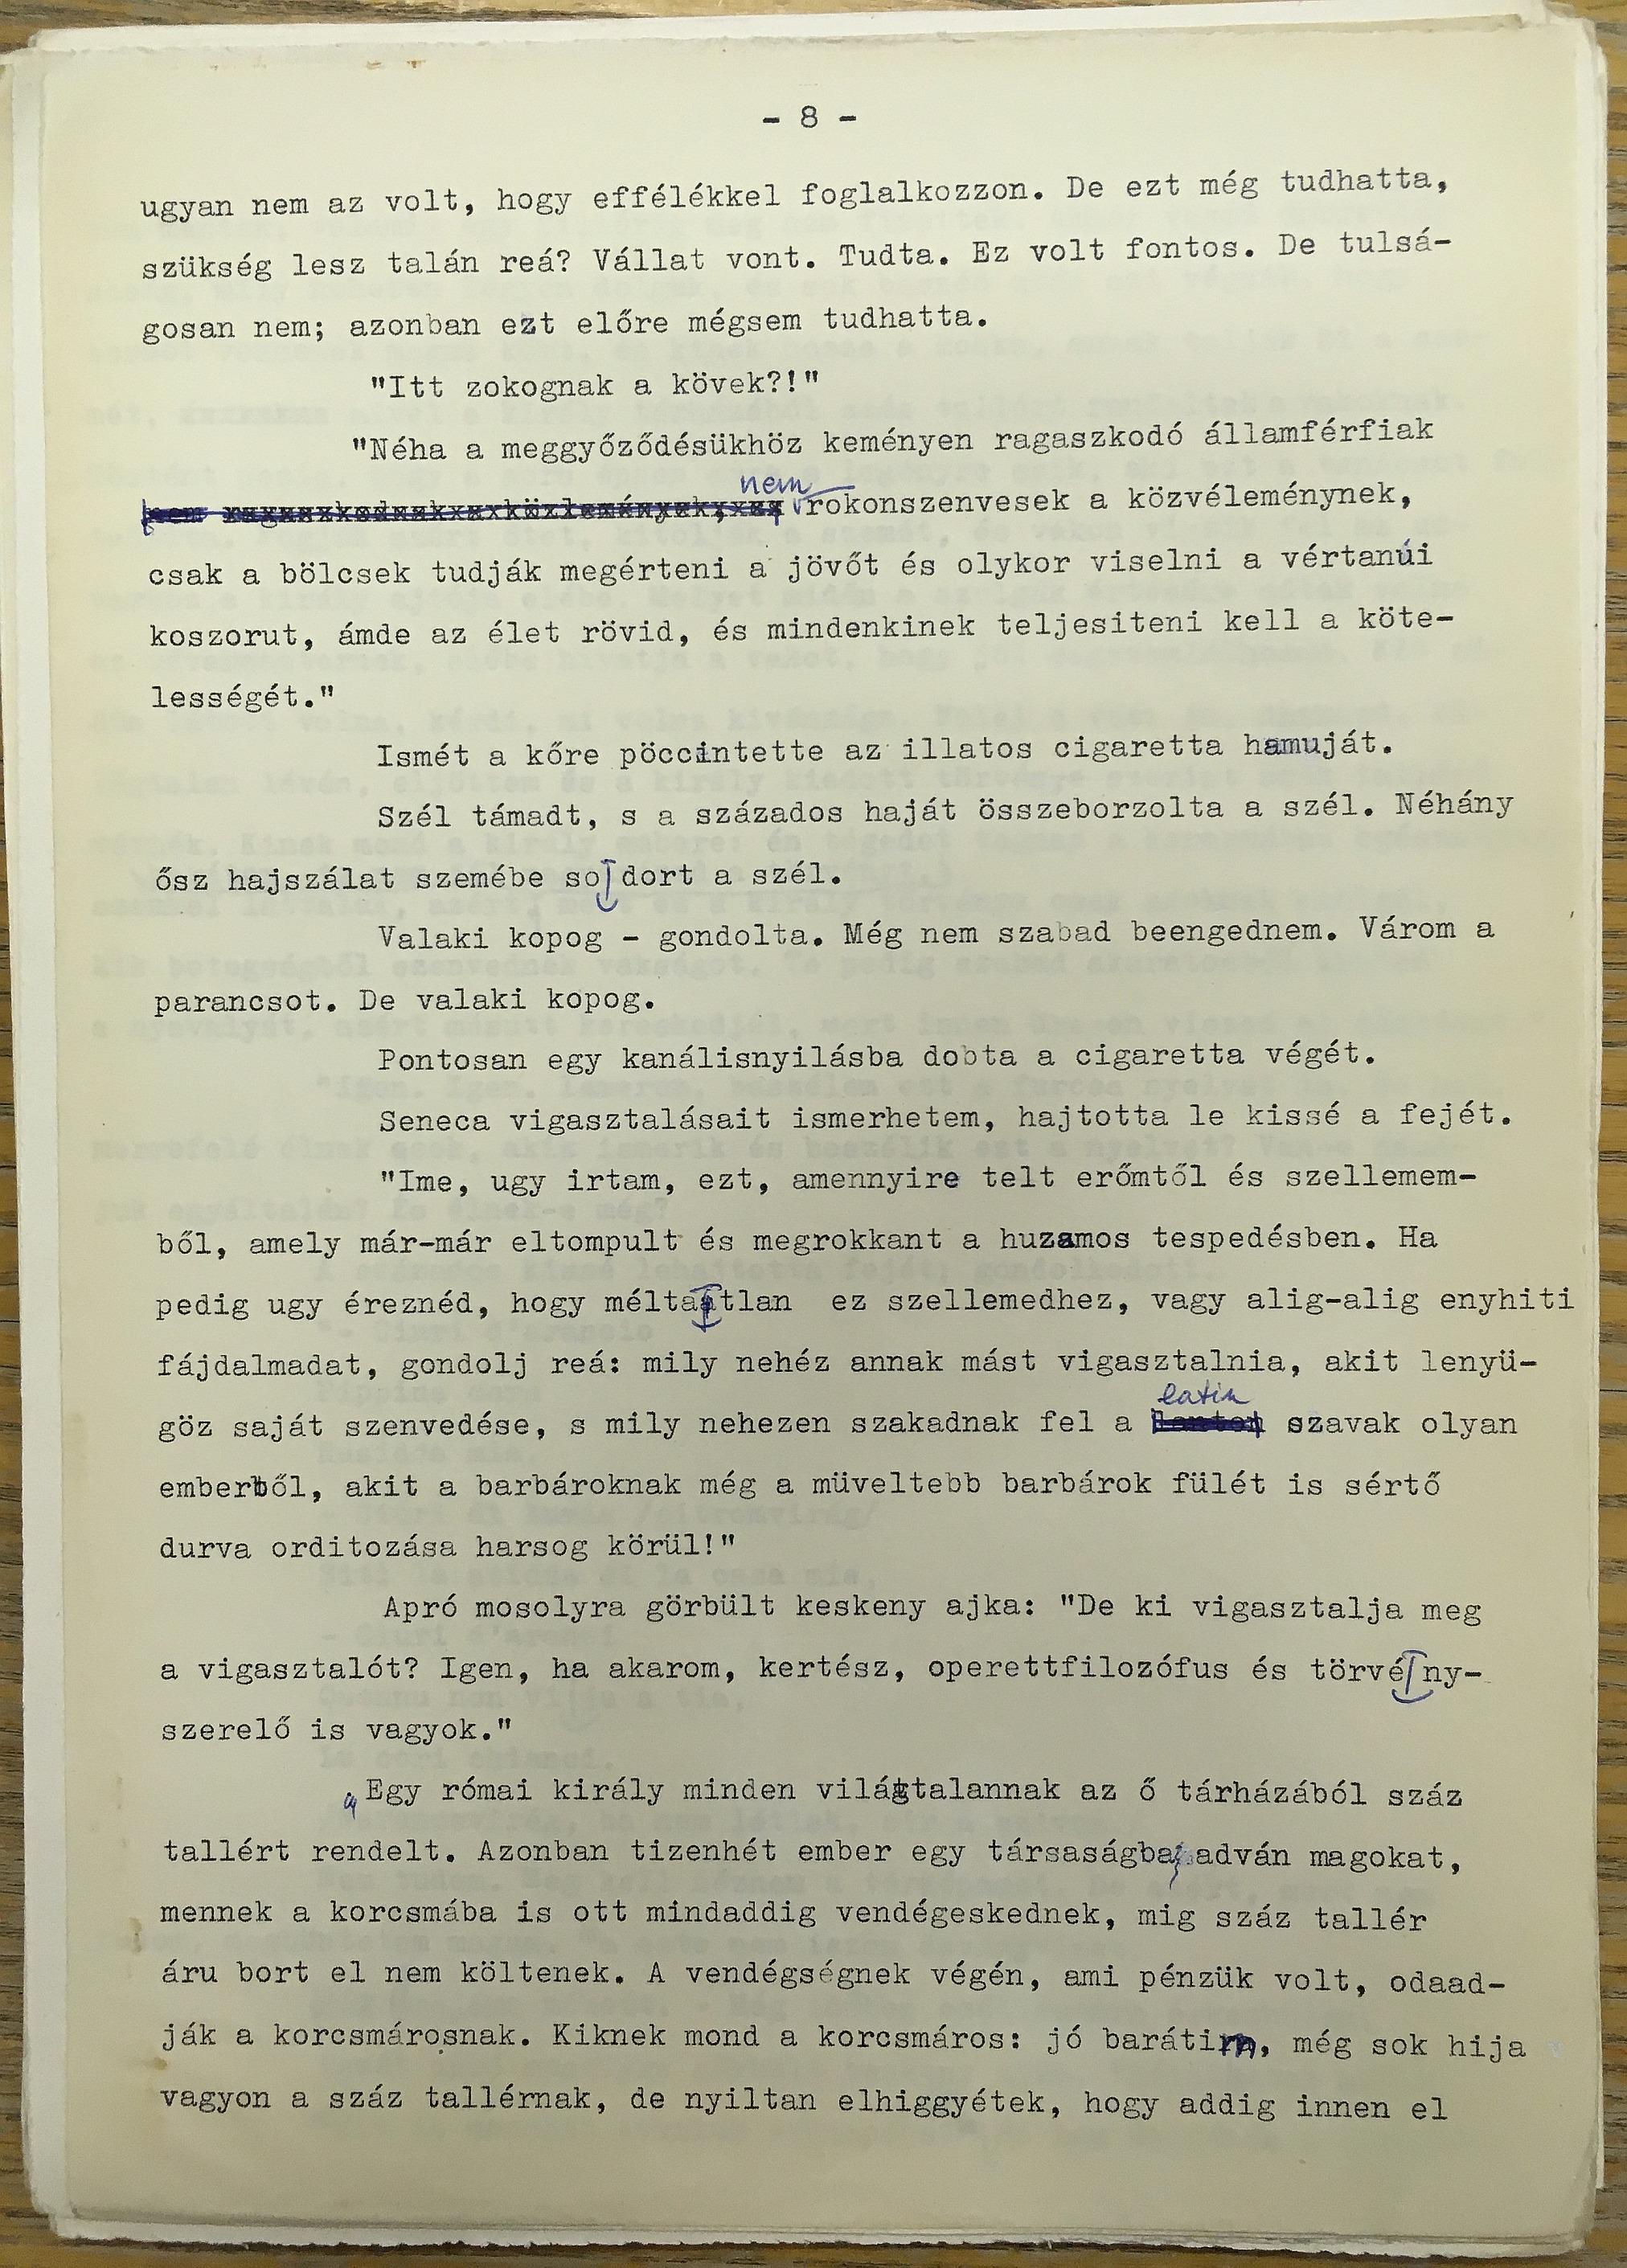 - 8 -
ugyan nem az volt, hogy effélékkel foglalkozzon. De ezt még tudhatta,
szükség lesz talán reá? Vállat vont. Tudta. Ez volt fontos. De tulsá-
gosan nem; azonban ezt előre mégsem tudhatta.
"Itt zokognak a kövek?!"
"Néha a meggyőződésükhöz keményen ragaszkodó államférfiak
nem rokonszenvesek a közvéleménynek,
csak a bölcsek tudják megérteni a jövőt és olykor viselni a vértanúi
koszorut, ámde az élet rövid, és mindenkinek teljesiteni kell a köte-
lességét."
Ismét a kőre pöccintette az illatos cigaretta hamuját.
Szél támadt, s a százados haját összeborzolta a szél. Néhány
ősz hajszálat szemébe sodort a szél.
Valaki kopog - gondolta. Még nem szabad beengednem. Várom a
parancsot. De valaki kopog.
Pontosan egy kanálisnyilásba dobta a cigaretta végét.
Seneca vigasztalásait ismerhetem, hajtotta le kissé a fejét.
"Ime, ugy irtam, ezt, amennyire telt erőmtől és szellemem-
ből, amely már-már eltompult és megrokkant a huzamos tespedésben. Ha
pedig ugy éreznéd, hogy méltatlan ez szellemedhez, vagy alig-alig enyhiti
fájdalmadat, gondolj reá: mily nehéz annak mást vigasztalnia, akit lenyü-
göz saját szenvedése, s mily nehezen szakadnak fel a latin szavak olyan
emberből, akit a barbároknak még a müveltebb barbárok fülét is sértő
durva orditozása harsog körül!"
Apró mosolyra görbült keskeny ajka: "De ki vigasztalja meg
a vigasztalót? Igen, ha akarom, kertész, operettfilozófus és törvény-
szerelő is vagyok."
"Egy római király minden világtalannak az ő tárházából száz
tallért rendelt. Azonban tizenhét ember egy társaságba adván magokat,
mennek a korcsmába is ott mindaddig vendégeskednek, mig száz tallér
áru bort el nem költenek. A vendégségnek végén, ami pénzük volt, odaad-
ják a korcsmárosnak. Kiknek mond a korcsmáros: jó barátim, még sok hija
vagyon a száz tallérnak, de nyiltan elhiggyétek, hogy addig innen el